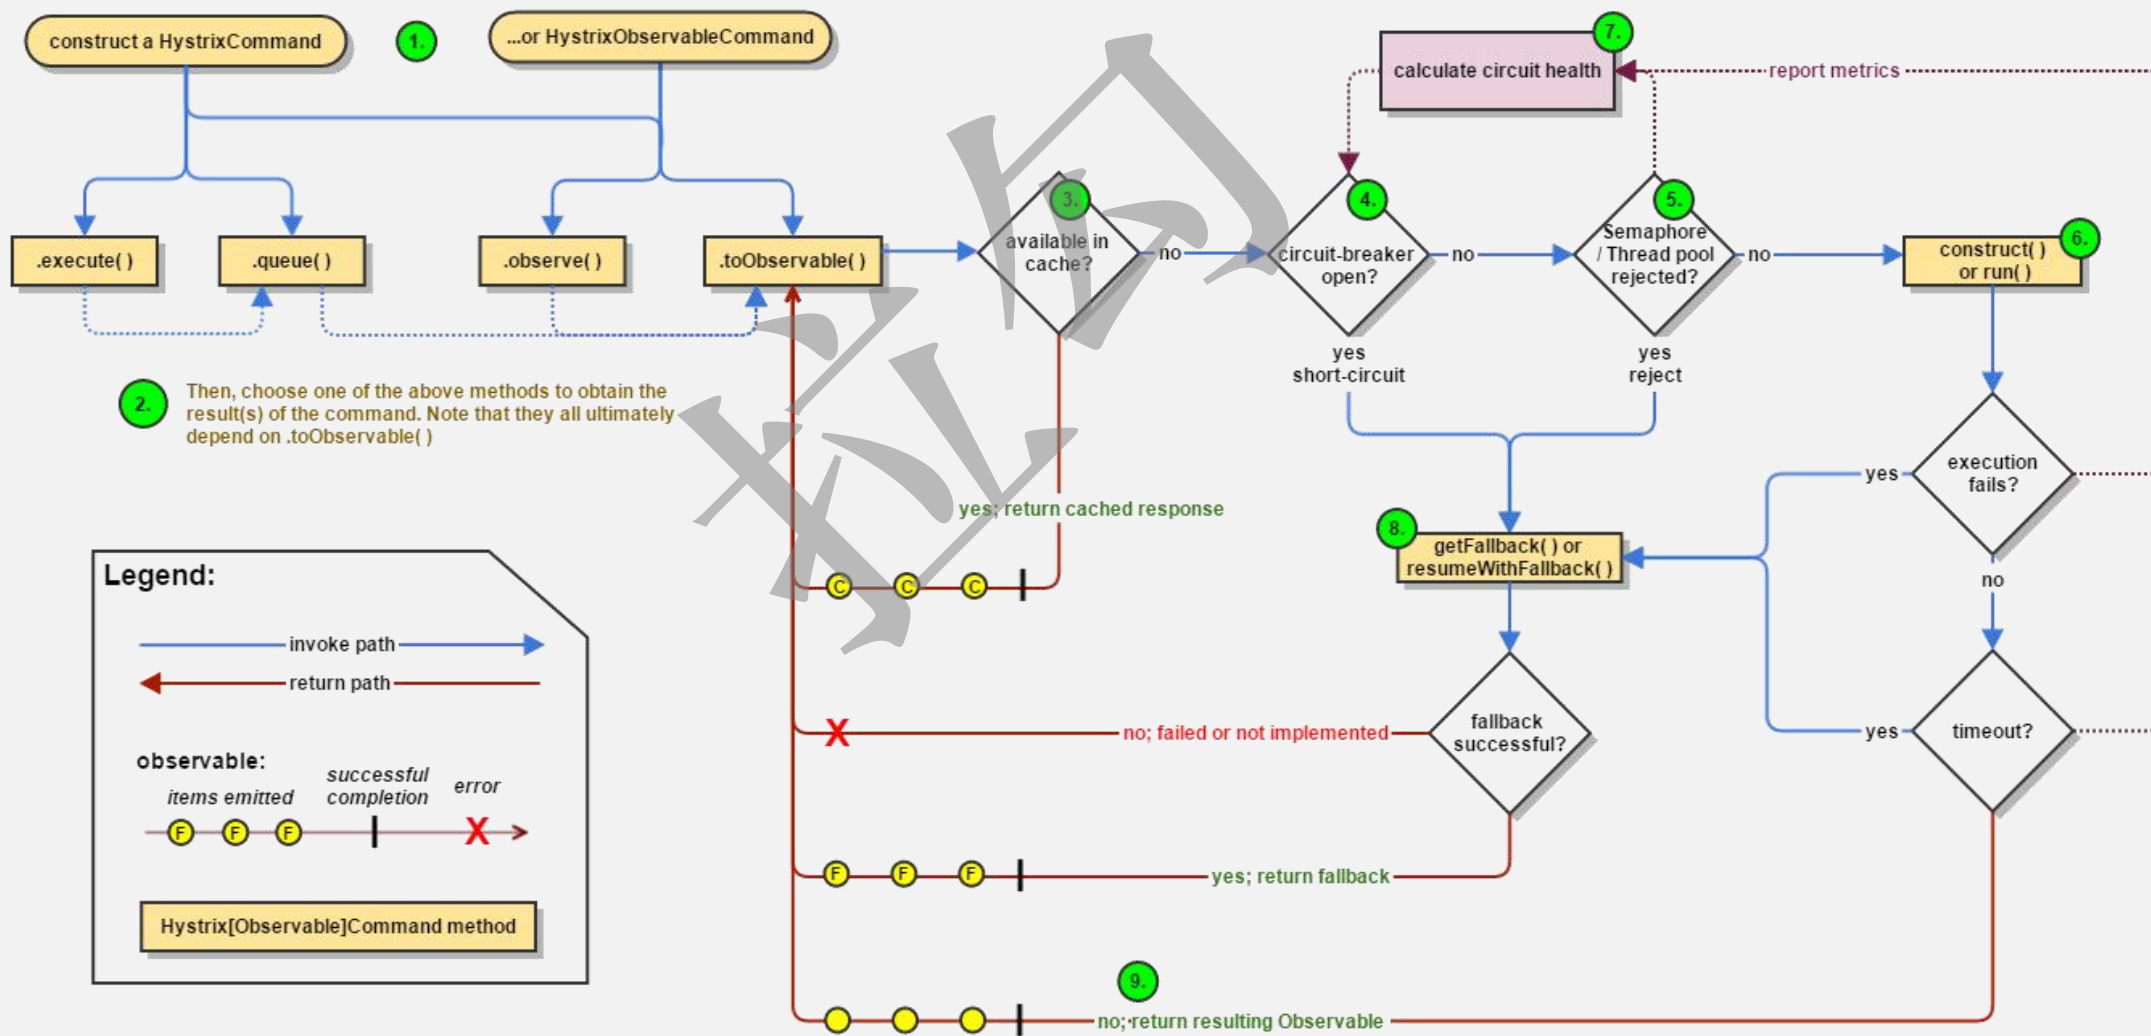 construct a HystrixCommand
1.
...or HystrixObservableCommand
7.
calculate circuit health
report metrics
.execute( )
.queue( )
.observe( )
.toObservable( )
3.
available in
cache?
no
4.
circuit-breaker
open?
no
5.
Semaphore
/ Thread pool
rejected?
no
6.
construct( )
or run( )
yes
short-circuit
yes
reject
2.
Then, choose one of the above methods to obtain the
result(s) of the command. Note that they all ultimately
depend on .toObservable( )
yes; return cached response
C
C
C
execution
fails?
yes
no
8.
getFallback( ) or
resumeWithFallback( )
timeout?
yes
fallback
successful?
X
no; failed or not implemented
F
F
F
yes; return fallback
9.
no; return resulting Observable
Legend:
invoke path
return path
observable:
items emitted
successful
completion
error
F
F
F
X
Hystrix[Observable]Command method
拉勾